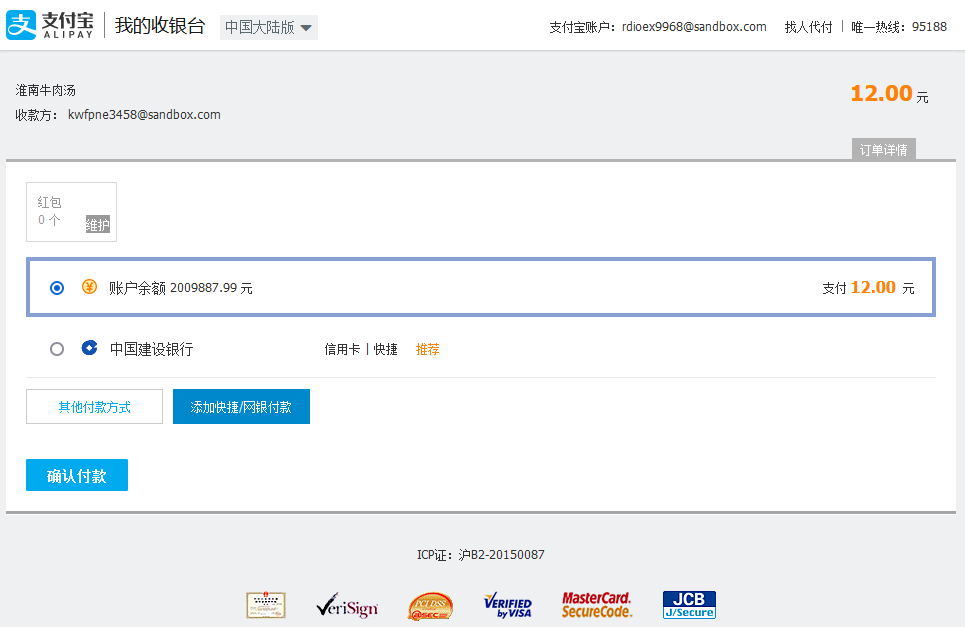 支 支付宝 ALIPAY 我的收银台 中国大陆版 支付宝账户：rdioex9968@sandbox.com 找人代付 唯一热线：95188
淮南牛肉汤
12.00 元
收款方： kwfpne3458@sandbox.com
订单详情
红包
0 个
维护
账户余额 2009887.99 元 支付 12.00 元
中国建设银行 信用卡 | 快捷 推荐
其他付款方式 添加快捷/网银付款
确认付款
ICP证：沪B2-20150087
VeriSign PCI DSS VERIFIED by VISA MasterCard. SecureCode. JCB J/Secure